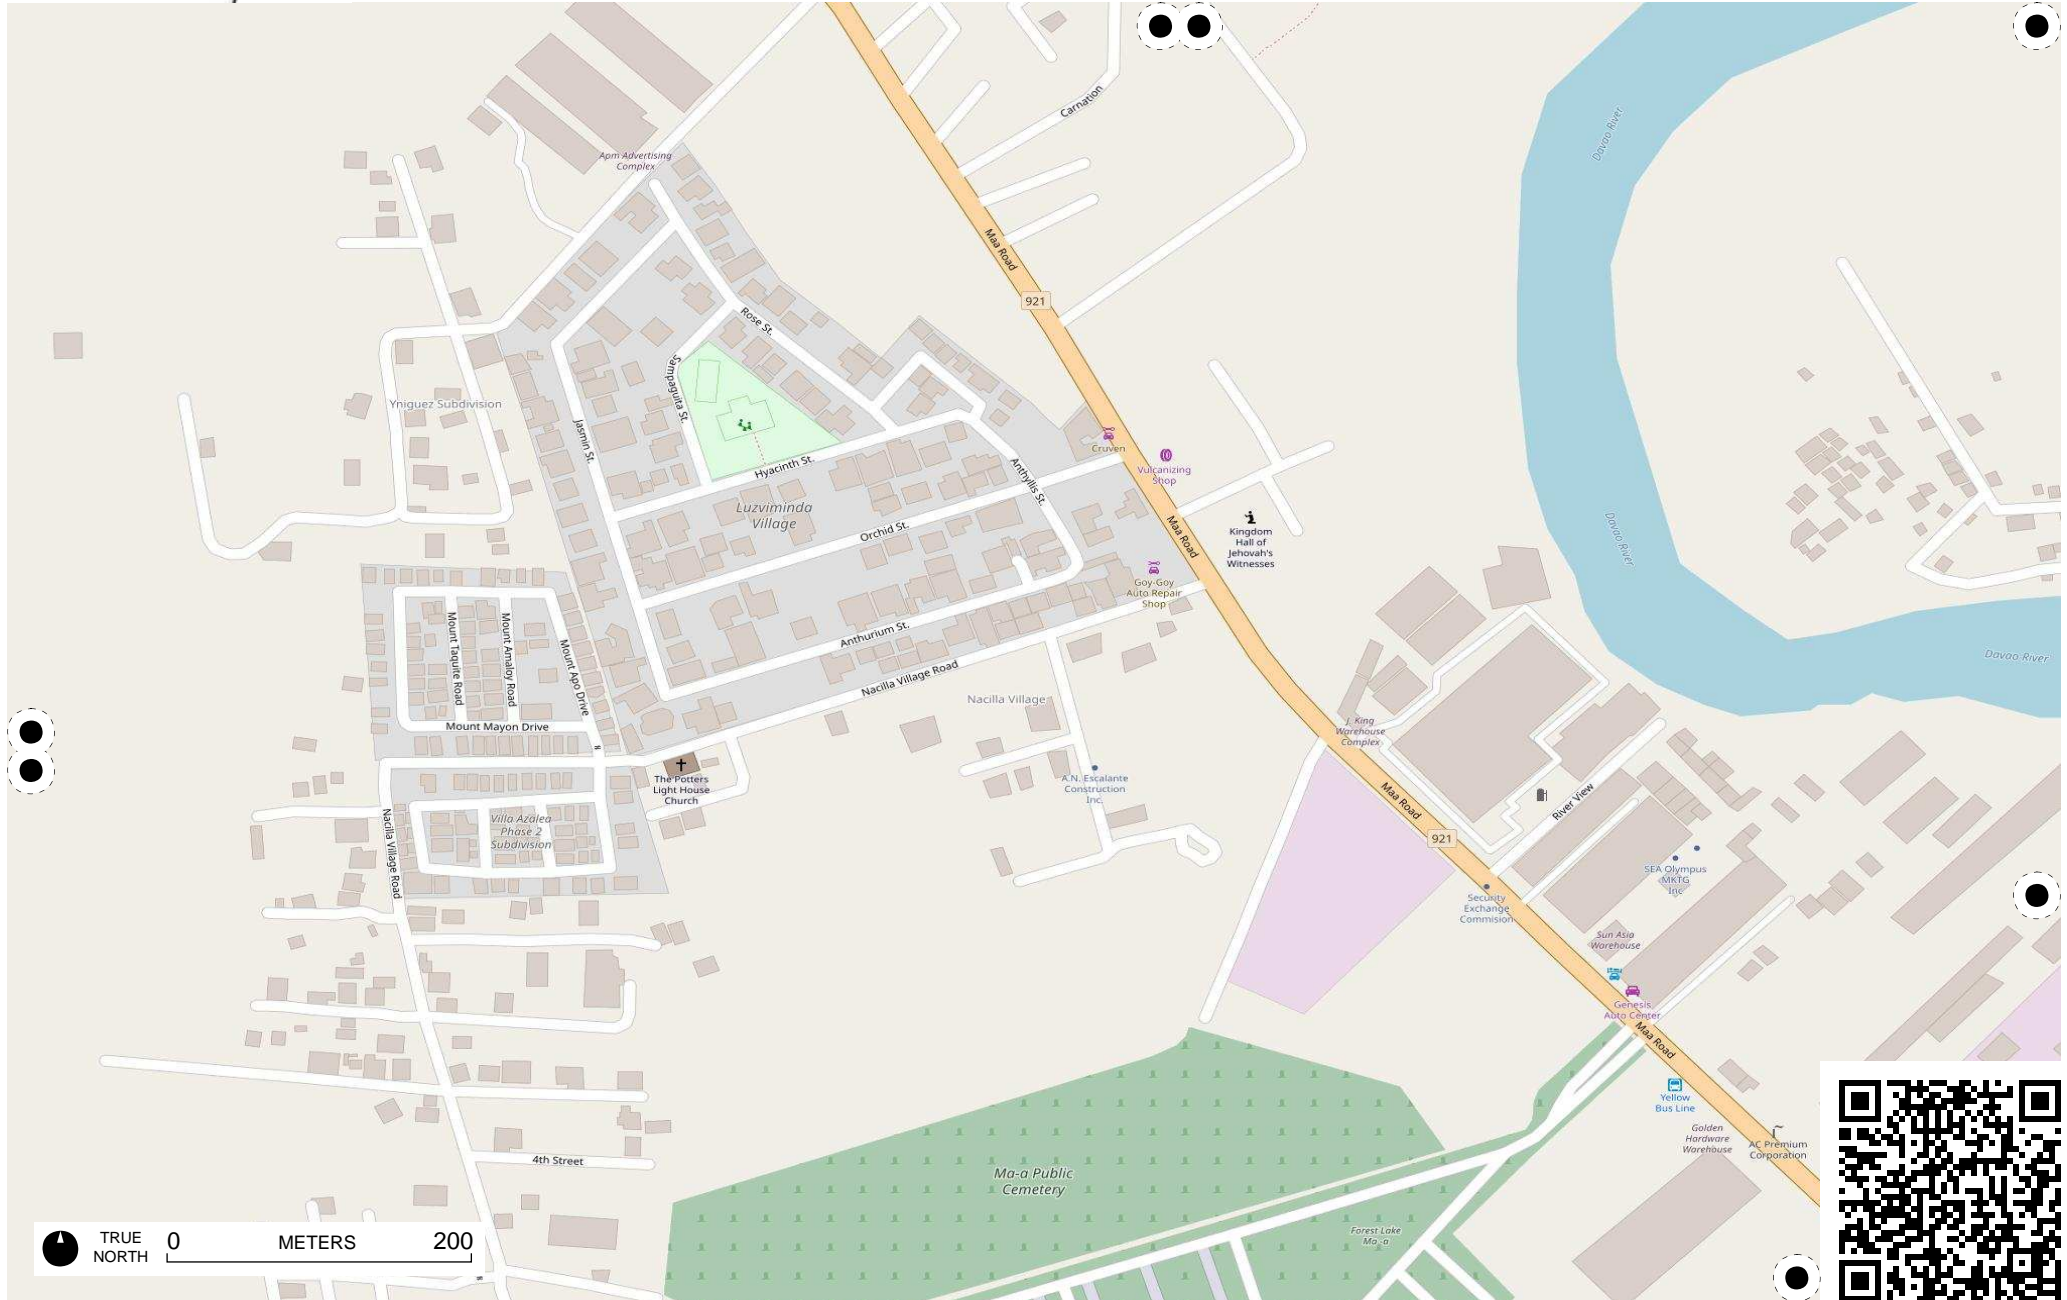 Apm Advertising
Complex
Carnation
Davao River
Maa Road
921
Rose St.
Sampaguita St.
Yniguez Subdivision
Jasmin St.
Hyacinth St.
Anthyllis St.
Cruven
Vulcanizing
Shop
Luzviminda
Village
Orchid St.
Maa Road
Kingdom
Hall of
Jehovah's
Witnesses
Davao River
Goy-Goy
Auto Repair
Shop
Anthurium St.
Mount Taquite Road
Mount Amaloy Road
Mount Apo Drive
Nacilla Village Road
Davao River
Nacilla Village
Mount Mayon Drive
J. King
Warehouse
Complex
The Potters
Light House
Church
A.N. Escalante
Construction
Inc.
Maa Road
River View
921
Villa Azalea
Phase 2
Subdivision
Nacilla Village Road
SEA Olympus
MKTG
Inc
Security
Exchange
Commision
Sun Asia
Warehouse
Genesis
Auto Center
Maa Road
Yellow
Bus Line
Golden
Hardware
Warehouse
AC Premium
Corporation
4th Street
Ma-a Public
Cemetery
Forest Lake
Ma-a
TRUE
NORTH
0 METERS 200